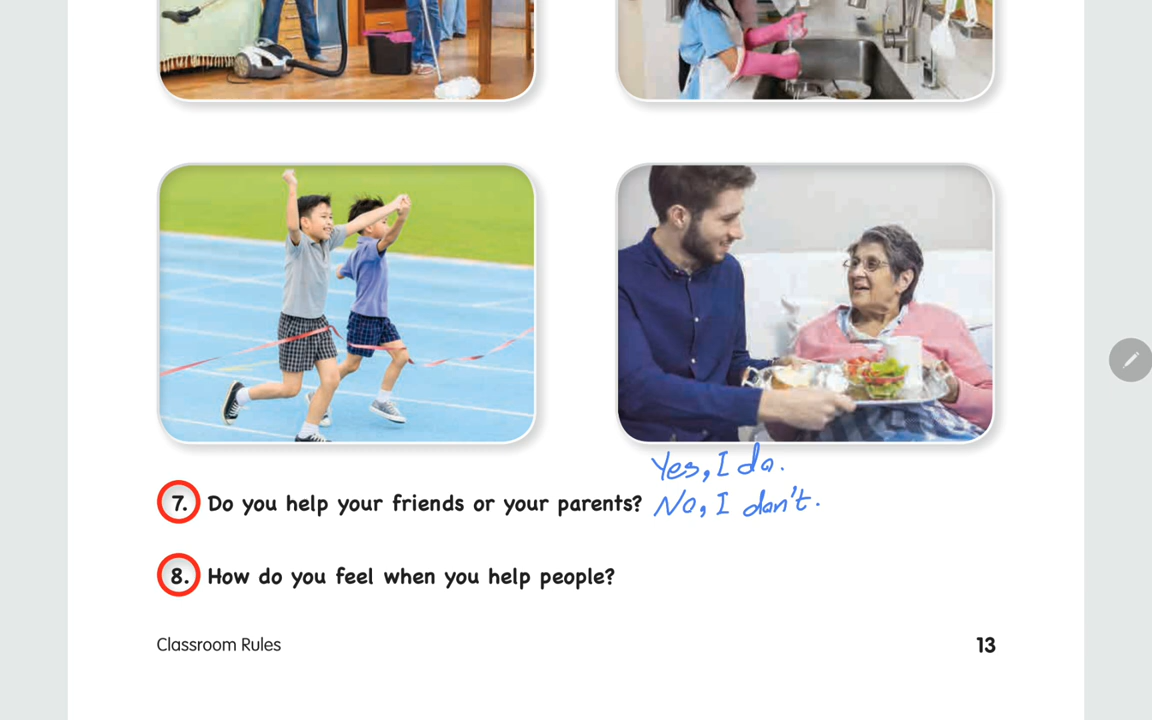 Yes, I do.
7. Do you help your friends or your parents? No, I don't.
8. How do you feel when you help people?
Classroom Rules 13